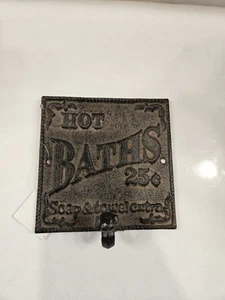 HOT
BATHS
25¢
Soap & towel extra